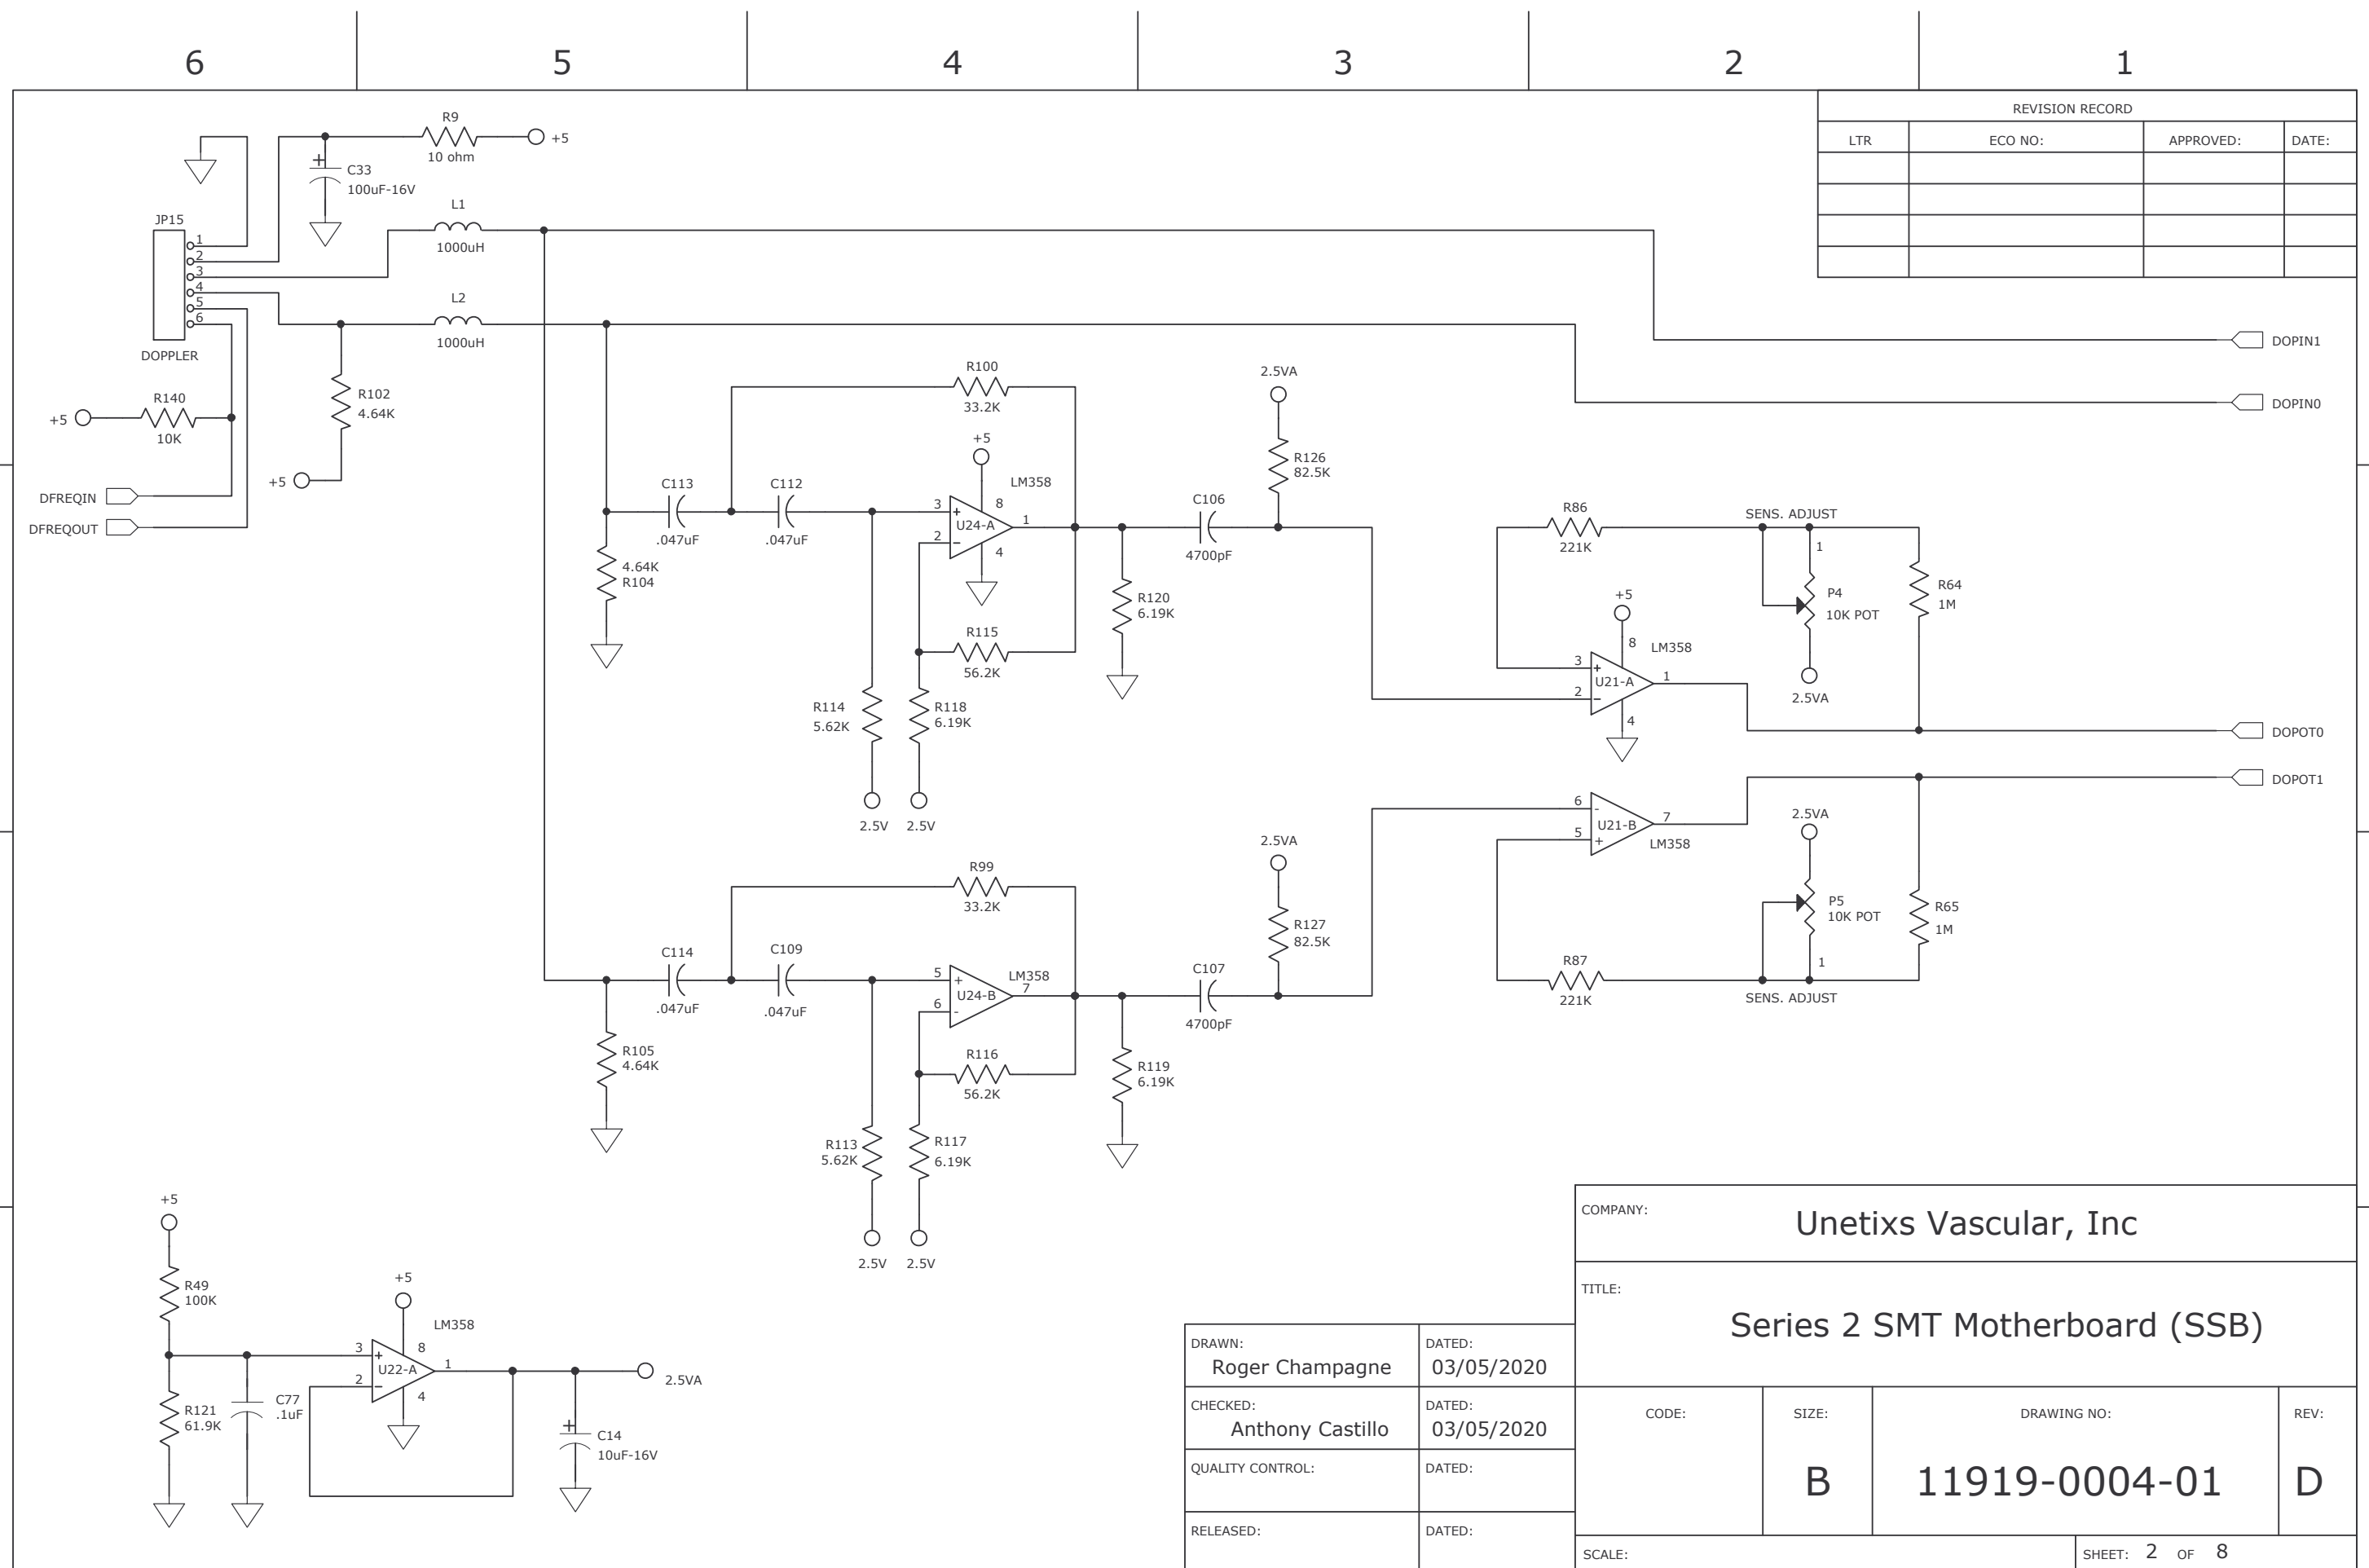 6 5 4 3 2 1
REVISION RECORD
LTR ECO NO: APPROVED: DATE:
R9
10 ohm
+5
C33
100uF-16V
JP15
1
2
3
4
5
6
DOPPLER
L1
1000uH
L2
1000uH
DOPIN1
DOPIN0
R140
10K
+5
R102
4.64K
+5
DFREQIN
DFREQOUT
R100
33.2K
+5
C113
.047uF
C112
.047uF
LM358
3
+
8
U24-A
1
2
-
4
4.64K
R104
R115
56.2K
R114
5.62K
R118
6.19K
2.5V 2.5V
2.5VA
R126
82.5K
C106
4700pF
R120
6.19K
R86
221K
SENS. ADJUST
1
P4
10K POT
2.5VA
R64
1M
+5
8
LM358
3
+
U21-A
1
2
-
4
DOPOT0
DOPOT1
6
-
U21-B
7
5
+
LM358
2.5VA
P5
10K POT
1
R65
1M
R87
221K
SENS. ADJUST
2.5VA
R127
82.5K
C107
4700pF
R119
6.19K
R99
33.2K
C114
.047uF
C109
.047uF
5
+
LM358
U24-B
7
6
-
R116
56.2K
R105
4.64K
R113
5.62K
R117
6.19K
2.5V 2.5V
+5
R49
100K
+5
LM358
3
+
8
U22-A
1
2
-
4
2.5VA
R121
61.9K
C77
.1uF
+
C14
10uF-16V
COMPANY:
Unetixs Vascular, Inc
TITLE:
Series 2 SMT Motherboard (SSB)
DRAWN: DATED:
Roger Champagne 03/05/2020
CHECKED: DATED:
Anthony Castillo 03/05/2020
QUALITY CONTROL: DATED:
RELEASED: DATED:
CODE: SIZE: DRAWING NO: REV:
B 11919-0004-01 D
SCALE: SHEET: 2 OF 8